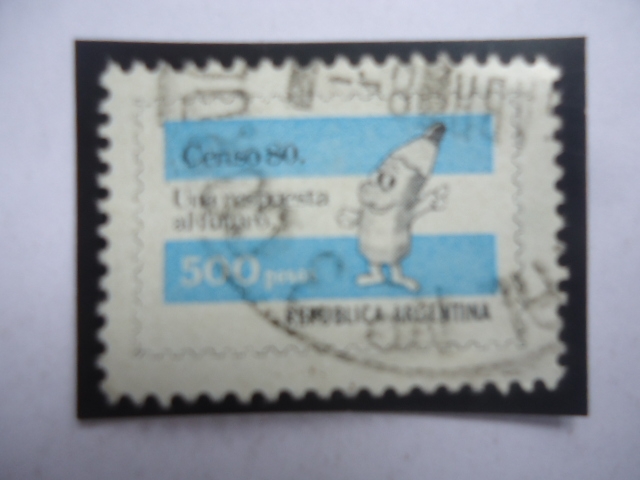 Censo 80.
Una respuesta
al futuro.
500 pesos
REPUBLICA ARGENTINA